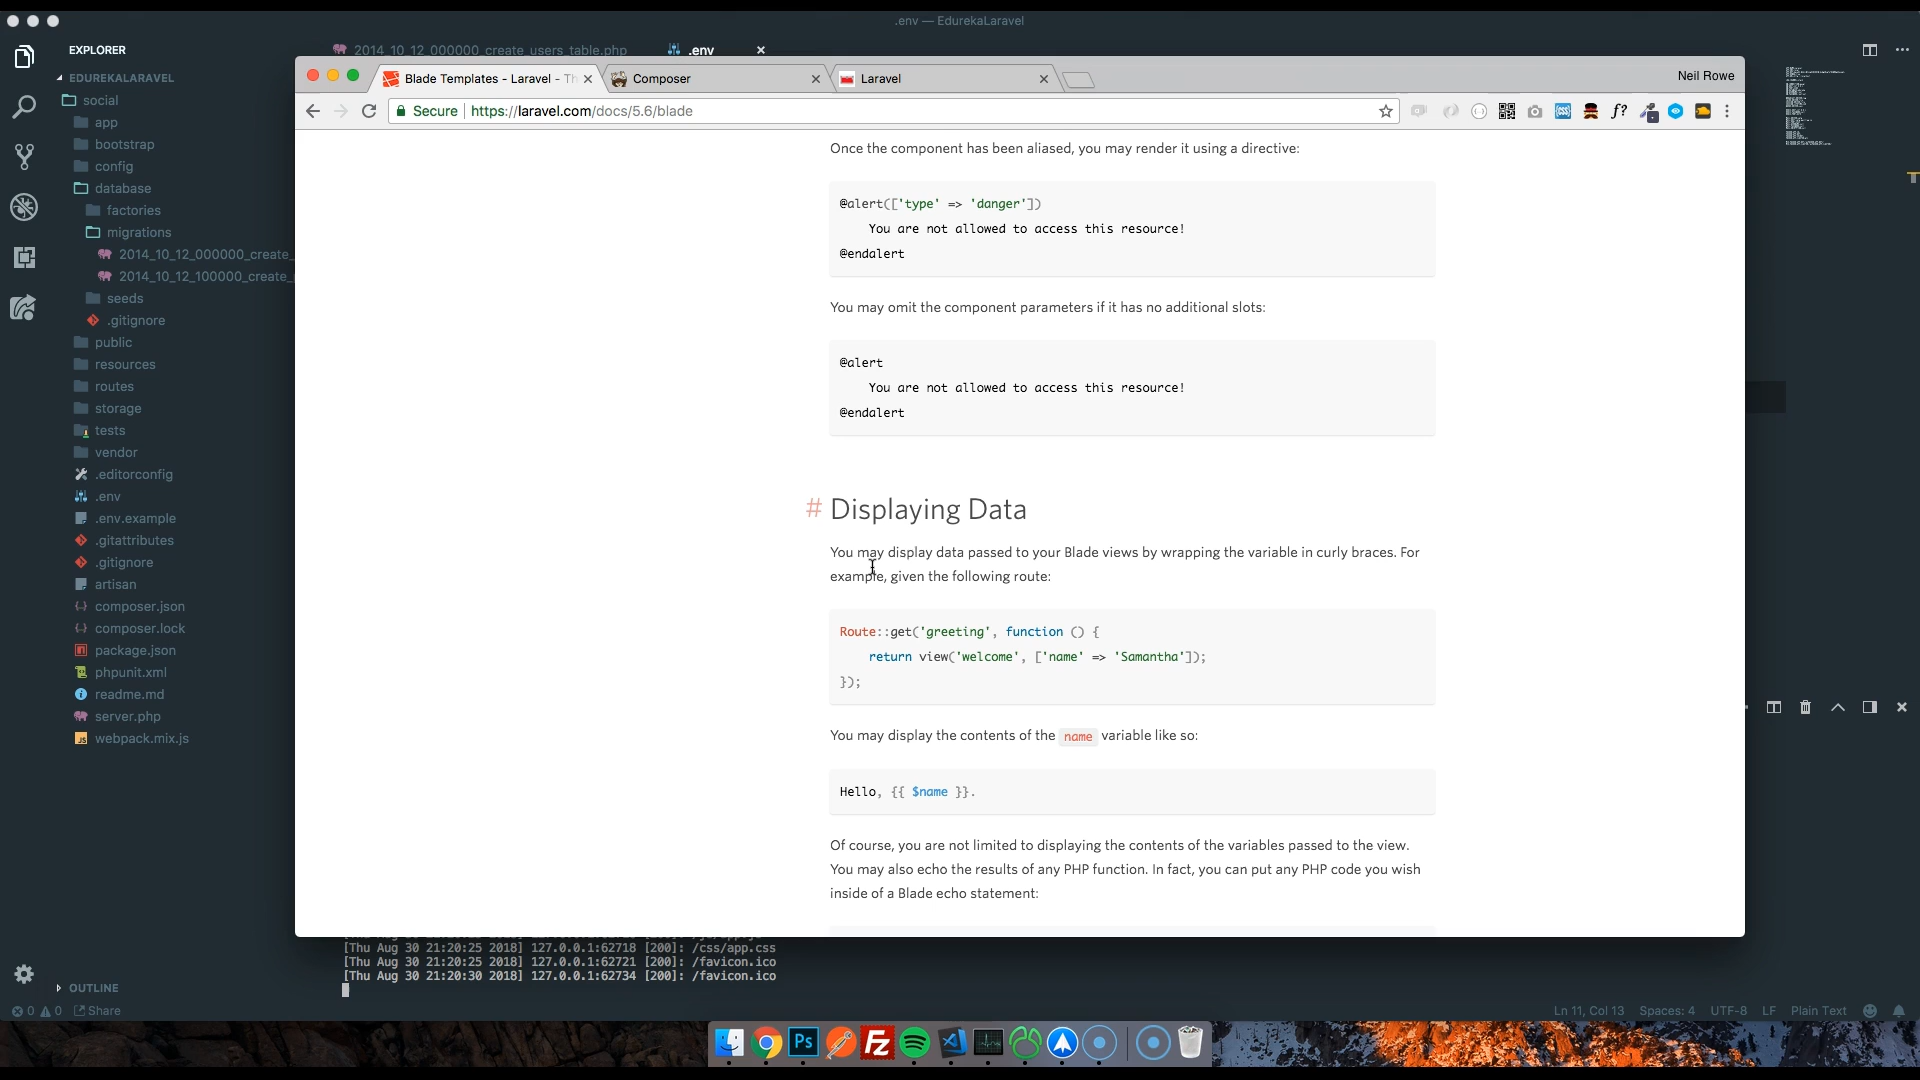 .env — EdurekaLaravel
EXPLORER
2014_10_12_000000_create_users_table.php
.env
EDUREKALARAVEL
social
app
bootstrap
config
database
factories
migrations
2014_10_12_000000_create_
2014_10_12_100000_create_
seeds
.gitignore
public
resources
routes
storage
tests
vendor
.editorconfig
.env
.env.example
.gitattributes
.gitignore
artisan
composer.json
composer.lock
package.json
phpunit.xml
readme.md
server.php
webpack.mix.js
OUTLINE
0 0 Share
Blade Templates - Laravel - Th
Composer
Laravel
Neil Rowe
Secure https://laravel.com/docs/5.6/blade
Once the component has been aliased, you may render it using a directive:
@alert(['type' => 'danger'])
You are not allowed to access this resource!
@endalert
You may omit the component parameters if it has no additional slots:
@alert
You are not allowed to access this resource!
@endalert
# Displaying Data
You may display data passed to your Blade views by wrapping the variable in curly braces. For
example, given the following route:
Route::get('greeting', function () {
return view('welcome', ['name' => 'Samantha']);
});
You may display the contents of the name variable like so:
Hello, {{ $name }}.
Of course, you are not limited to displaying the contents of the variables passed to the view.
You may also echo the results of any PHP function. In fact, you can put any PHP code you wish
inside of a Blade echo statement:
[Thu Aug 30 21:20:25 2018] 127.0.0.1:62718 [200]: /css/app.css
[Thu Aug 30 21:20:25 2018] 127.0.0.1:62721 [200]: /favicon.ico
[Thu Aug 30 21:20:30 2018] 127.0.0.1:62734 [200]: /favicon.ico
Ln 11, Col 13 Spaces: 4 UTF-8 LF Plain Text
Ps
Fz